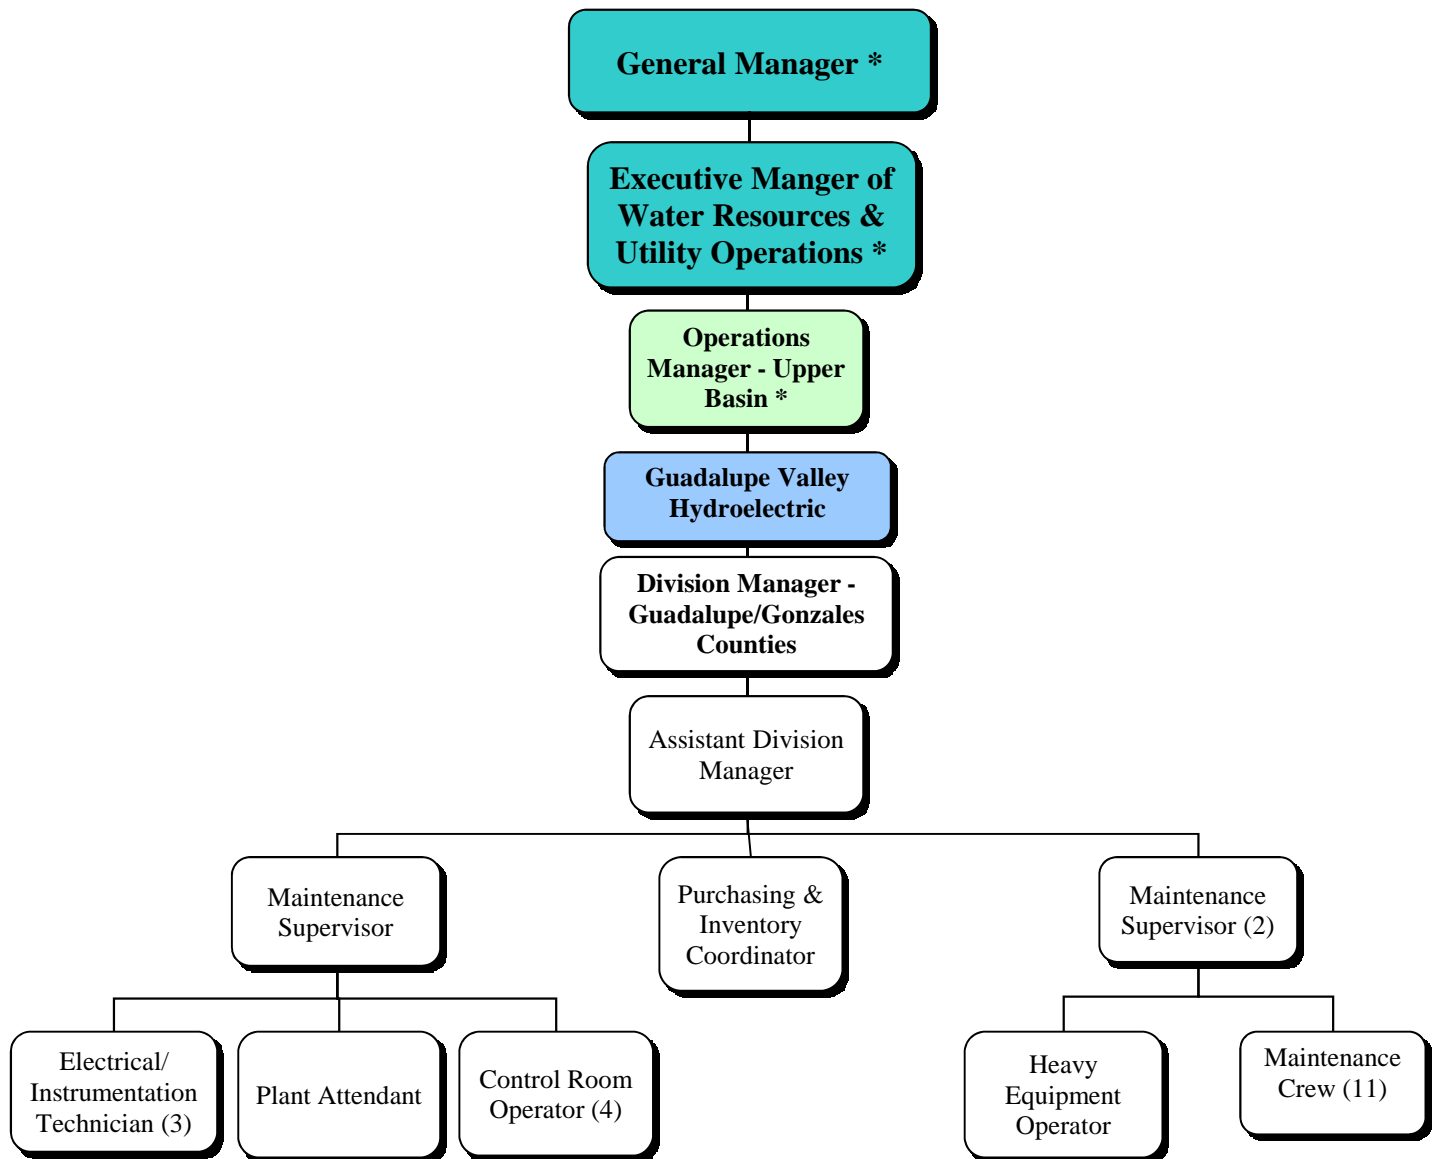 General Manager *
Executive Manger of
Water Resources &
Utility Operations *
Operations
Manager - Upper
Basin *
Guadalupe Valley
Hydroelectric
Division Manager -
Guadalupe/Gonzales
Counties
Assistant Division
Manager
Maintenance
Supervisor
Purchasing &
Inventory
Coordinator
Maintenance
Supervisor (2)
Electrical/
Instrumentation
Technician (3)
Plant Attendant
Control Room
Operator (4)
Heavy
Equipment
Operator
Maintenance
Crew (11)